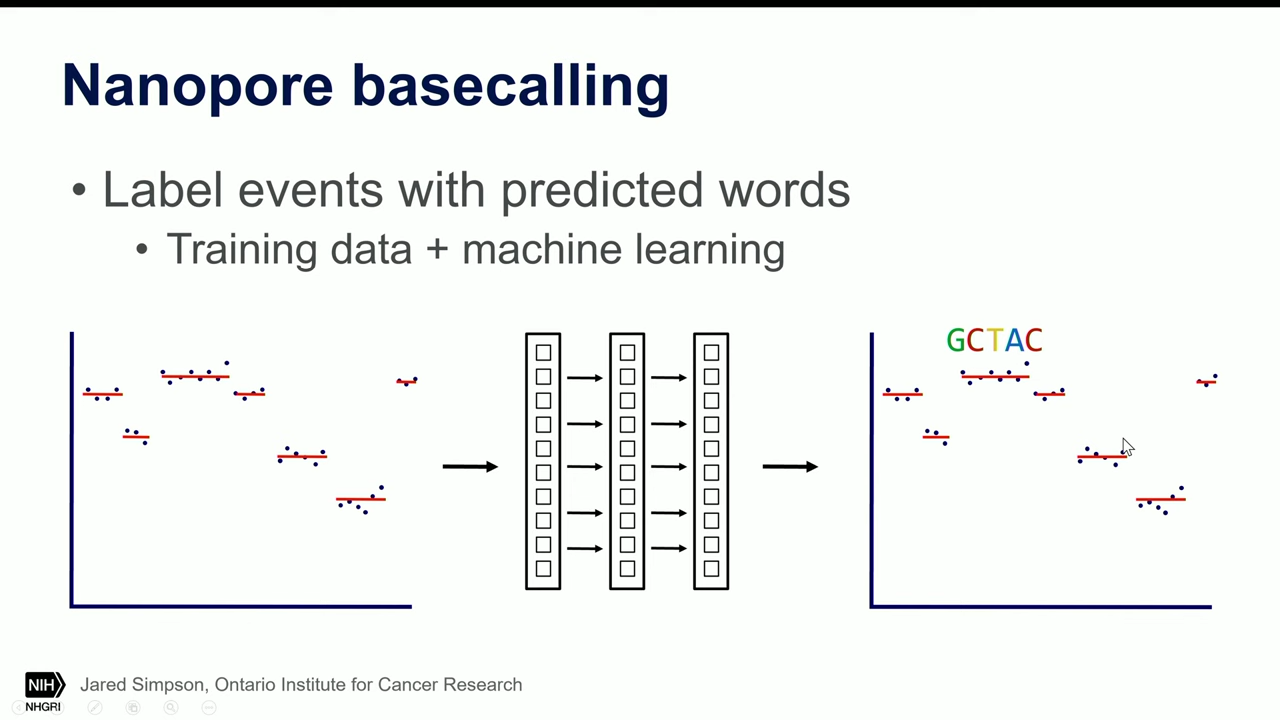 Nanopore basecalling
• Label events with predicted words
• Training data + machine learning
GCTAC
NIH
NHGRI
Jared Simpson, Ontario Institute for Cancer Research